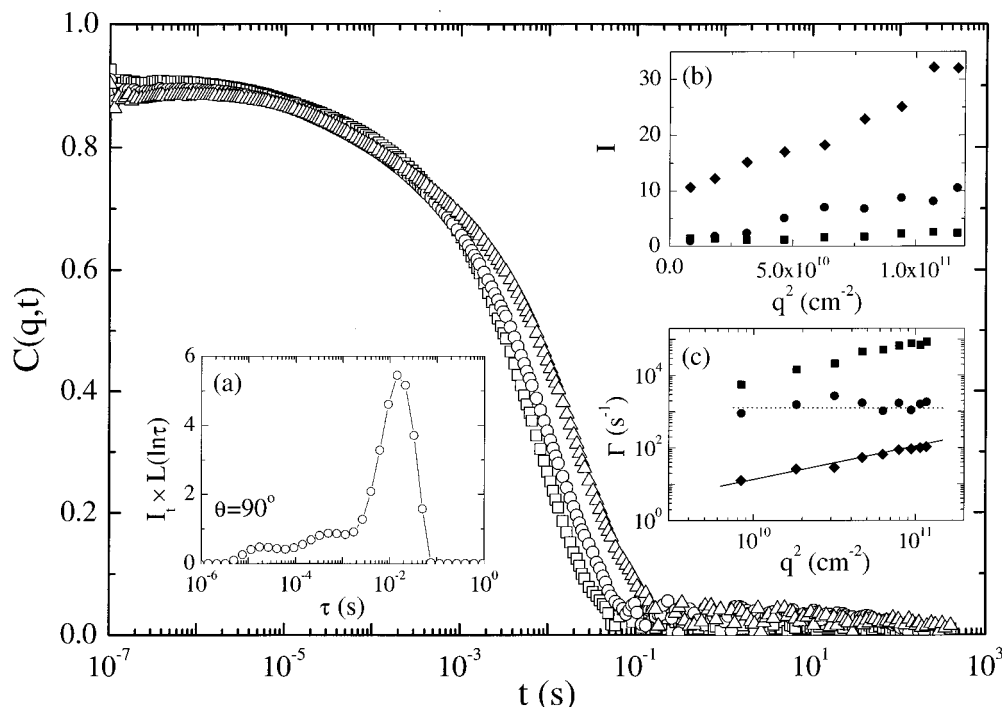 1.0
0.8
0.6
0.4
0.2
0.0
C(q,t)
10^-7
10^-5
10^-3
10^-1
10^1
10^3
t (s)
(a)
6
4
2
0
I_t × L(lnτ)
θ=90°
10^-6
10^-4
10^-2
10^0
τ (s)
(b)
30
20
10
0
I
0.0
5.0x10^10
1.0x10^11
q^2 (cm^-2)
(c)
10^4
10^2
10^0
Γ (s^-1)
10^10
10^11
q^2 (cm^-2)